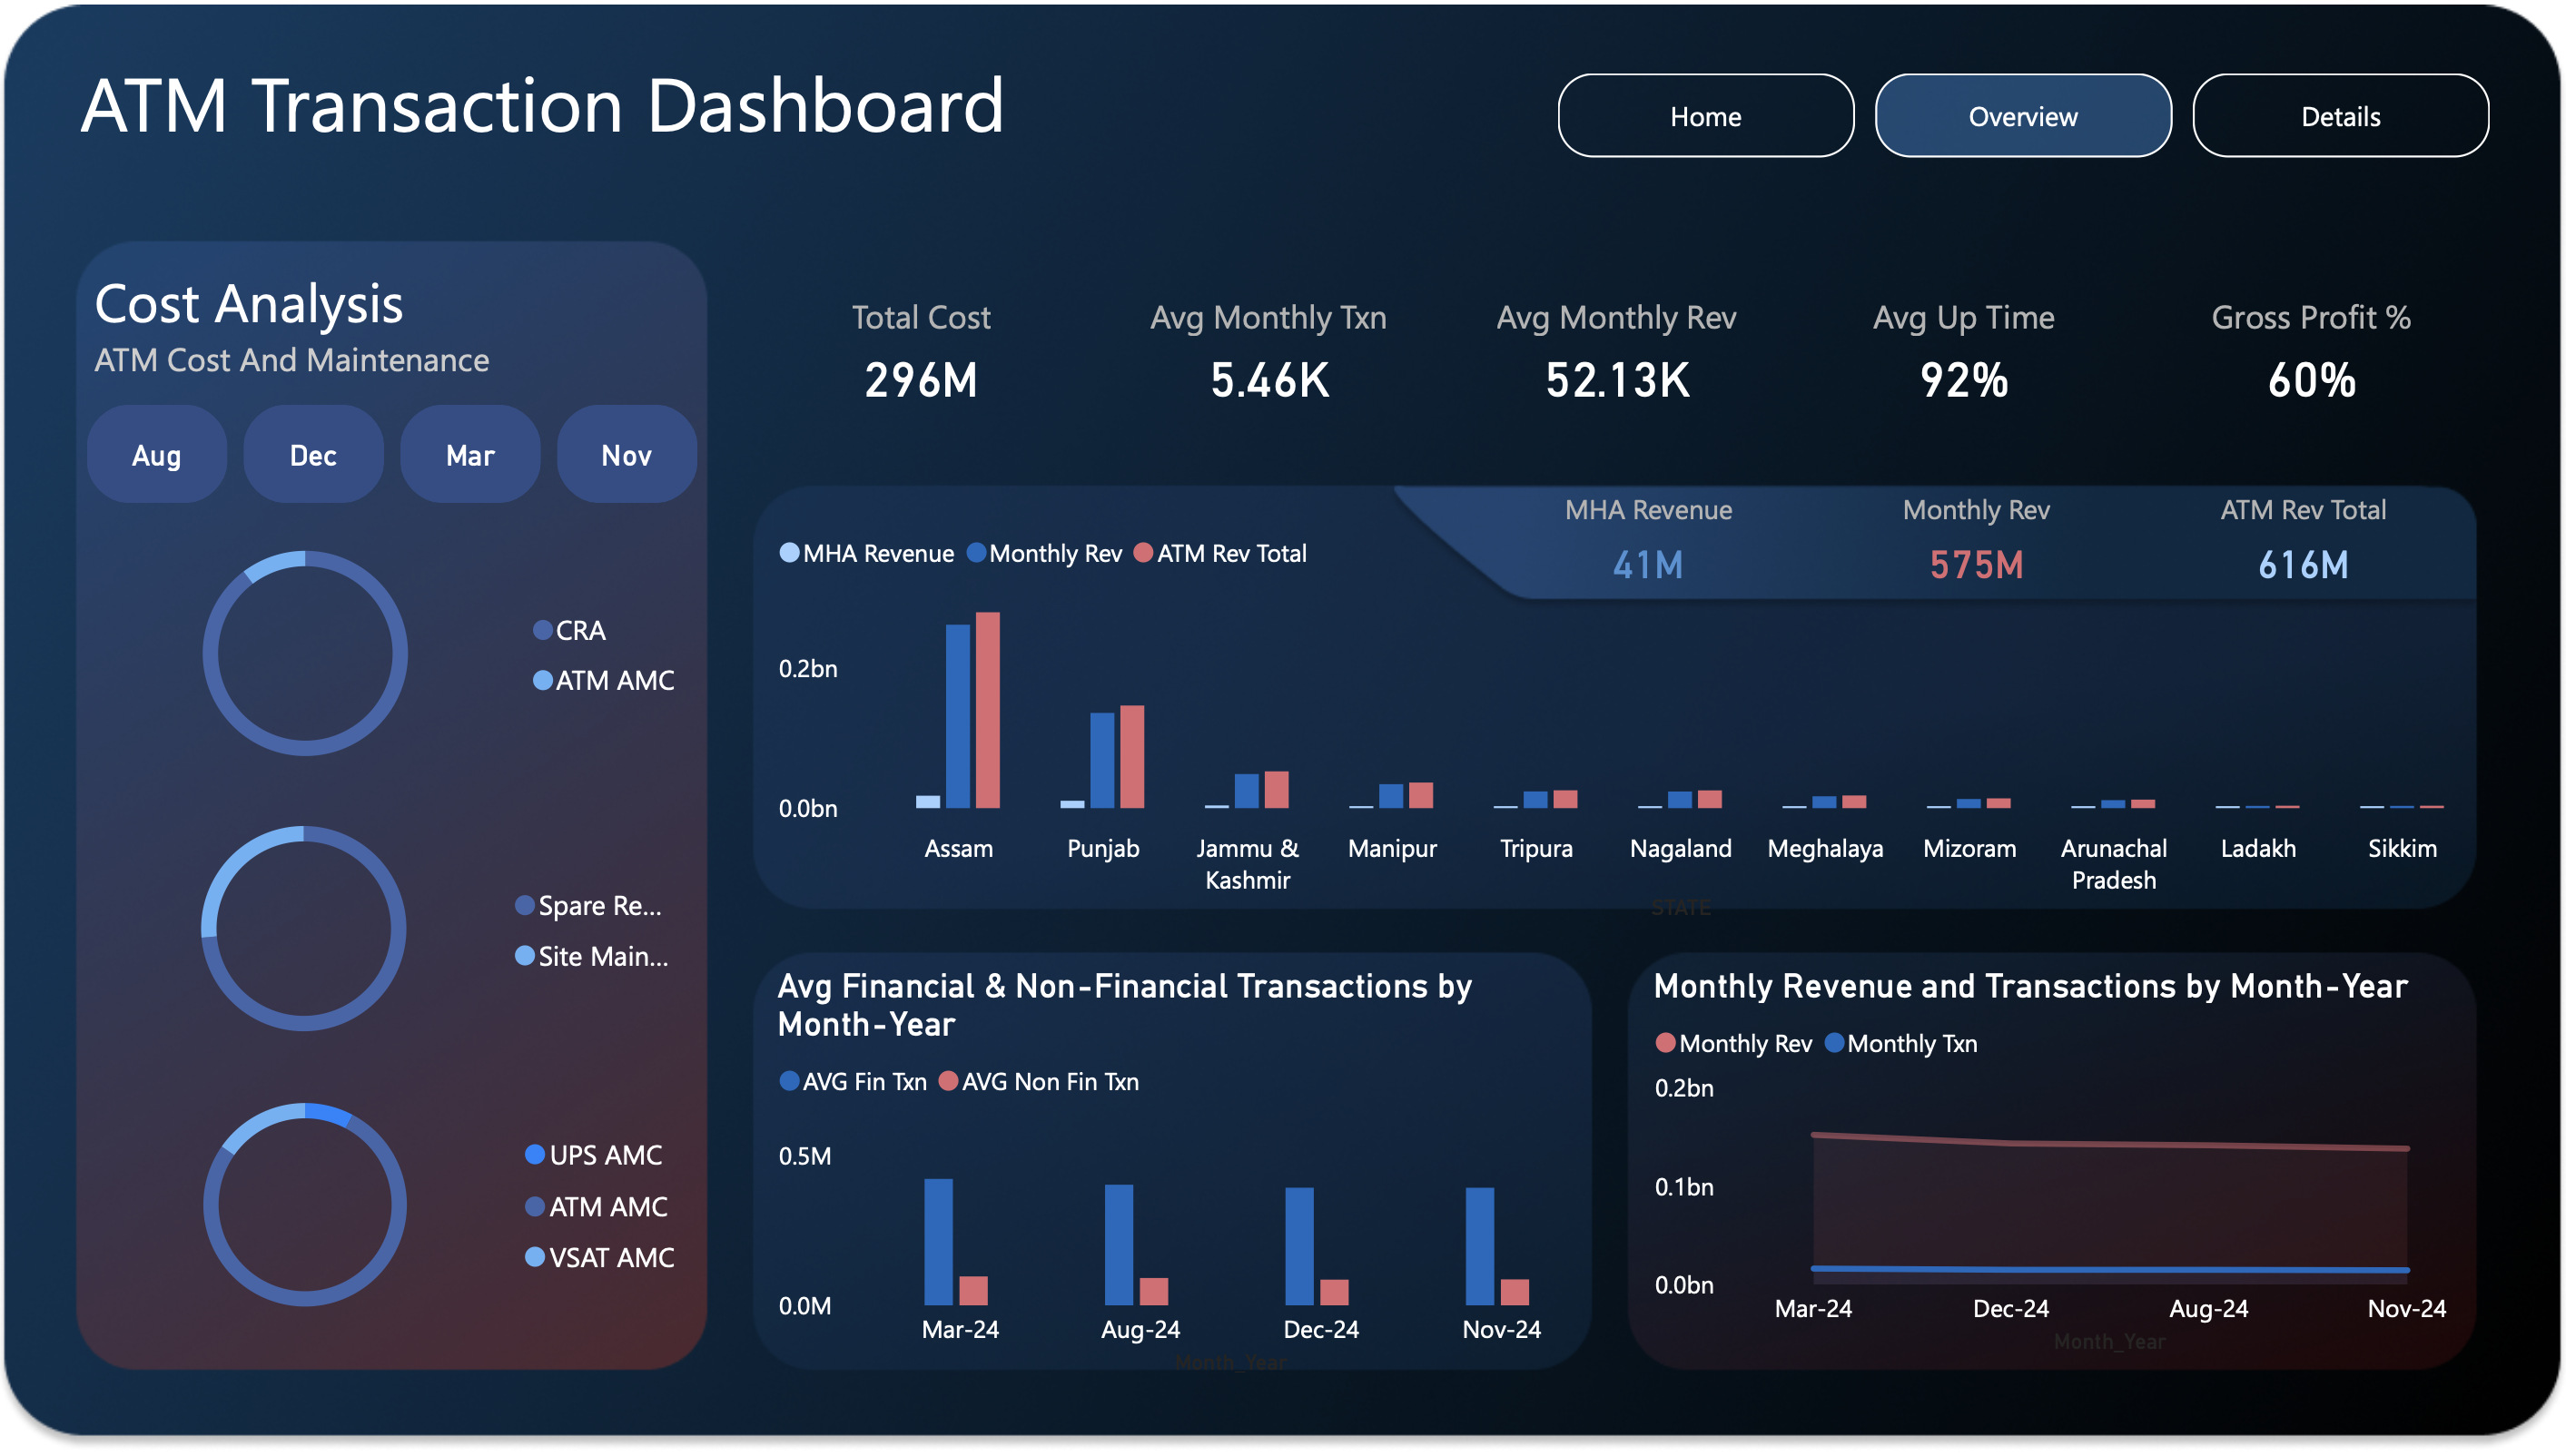 ATM Transaction Dashboard
Home
Overview
Details
Cost Analysis
ATM Cost And Maintenance
Aug
Dec
Mar
Nov
CRA
ATM AMC
Spare Re...
Site Main...
UPS AMC
ATM AMC
VSAT AMC
Total Cost
296M
Avg Monthly Txn
5.46K
Avg Monthly Rev
52.13K
Avg Up Time
92%
Gross Profit %
60%
MHA Revenue
41M
Monthly Rev
575M
ATM Rev Total
616M
MHA Revenue Monthly Rev ATM Rev Total
0.2bn
0.0bn
Assam
Punjab
Jammu &
Kashmir
Manipur
Tripura
Nagaland
Meghalaya
Mizoram
Arunachal
Pradesh
Ladakh
Sikkim
STATE
Avg Financial & Non-Financial Transactions by
Month-Year
AVG Fin Txn AVG Non Fin Txn
0.5M
0.0M
Mar-24
Aug-24
Dec-24
Nov-24
Month_Year
Monthly Revenue and Transactions by Month-Year
Monthly Rev Monthly Txn
0.2bn
0.1bn
0.0bn
Mar-24
Dec-24
Aug-24
Nov-24
Month_Year